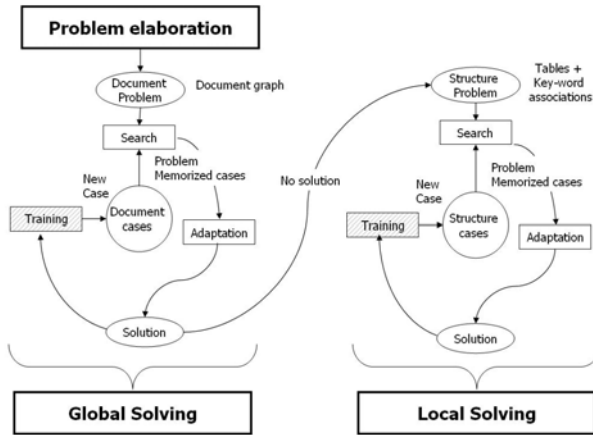 Problem elaboration
Document
Problem
Document graph
Search
New
Case
Problem
Memorized cases
Training
Document
cases
Adaptation
Solution
Global Solving
No solution
Structure
Problem
Tables +
Key-word
associations
Search
New
Case
Problem
Memorized cases
Training
Structure
cases
Adaptation
Solution
Local Solving